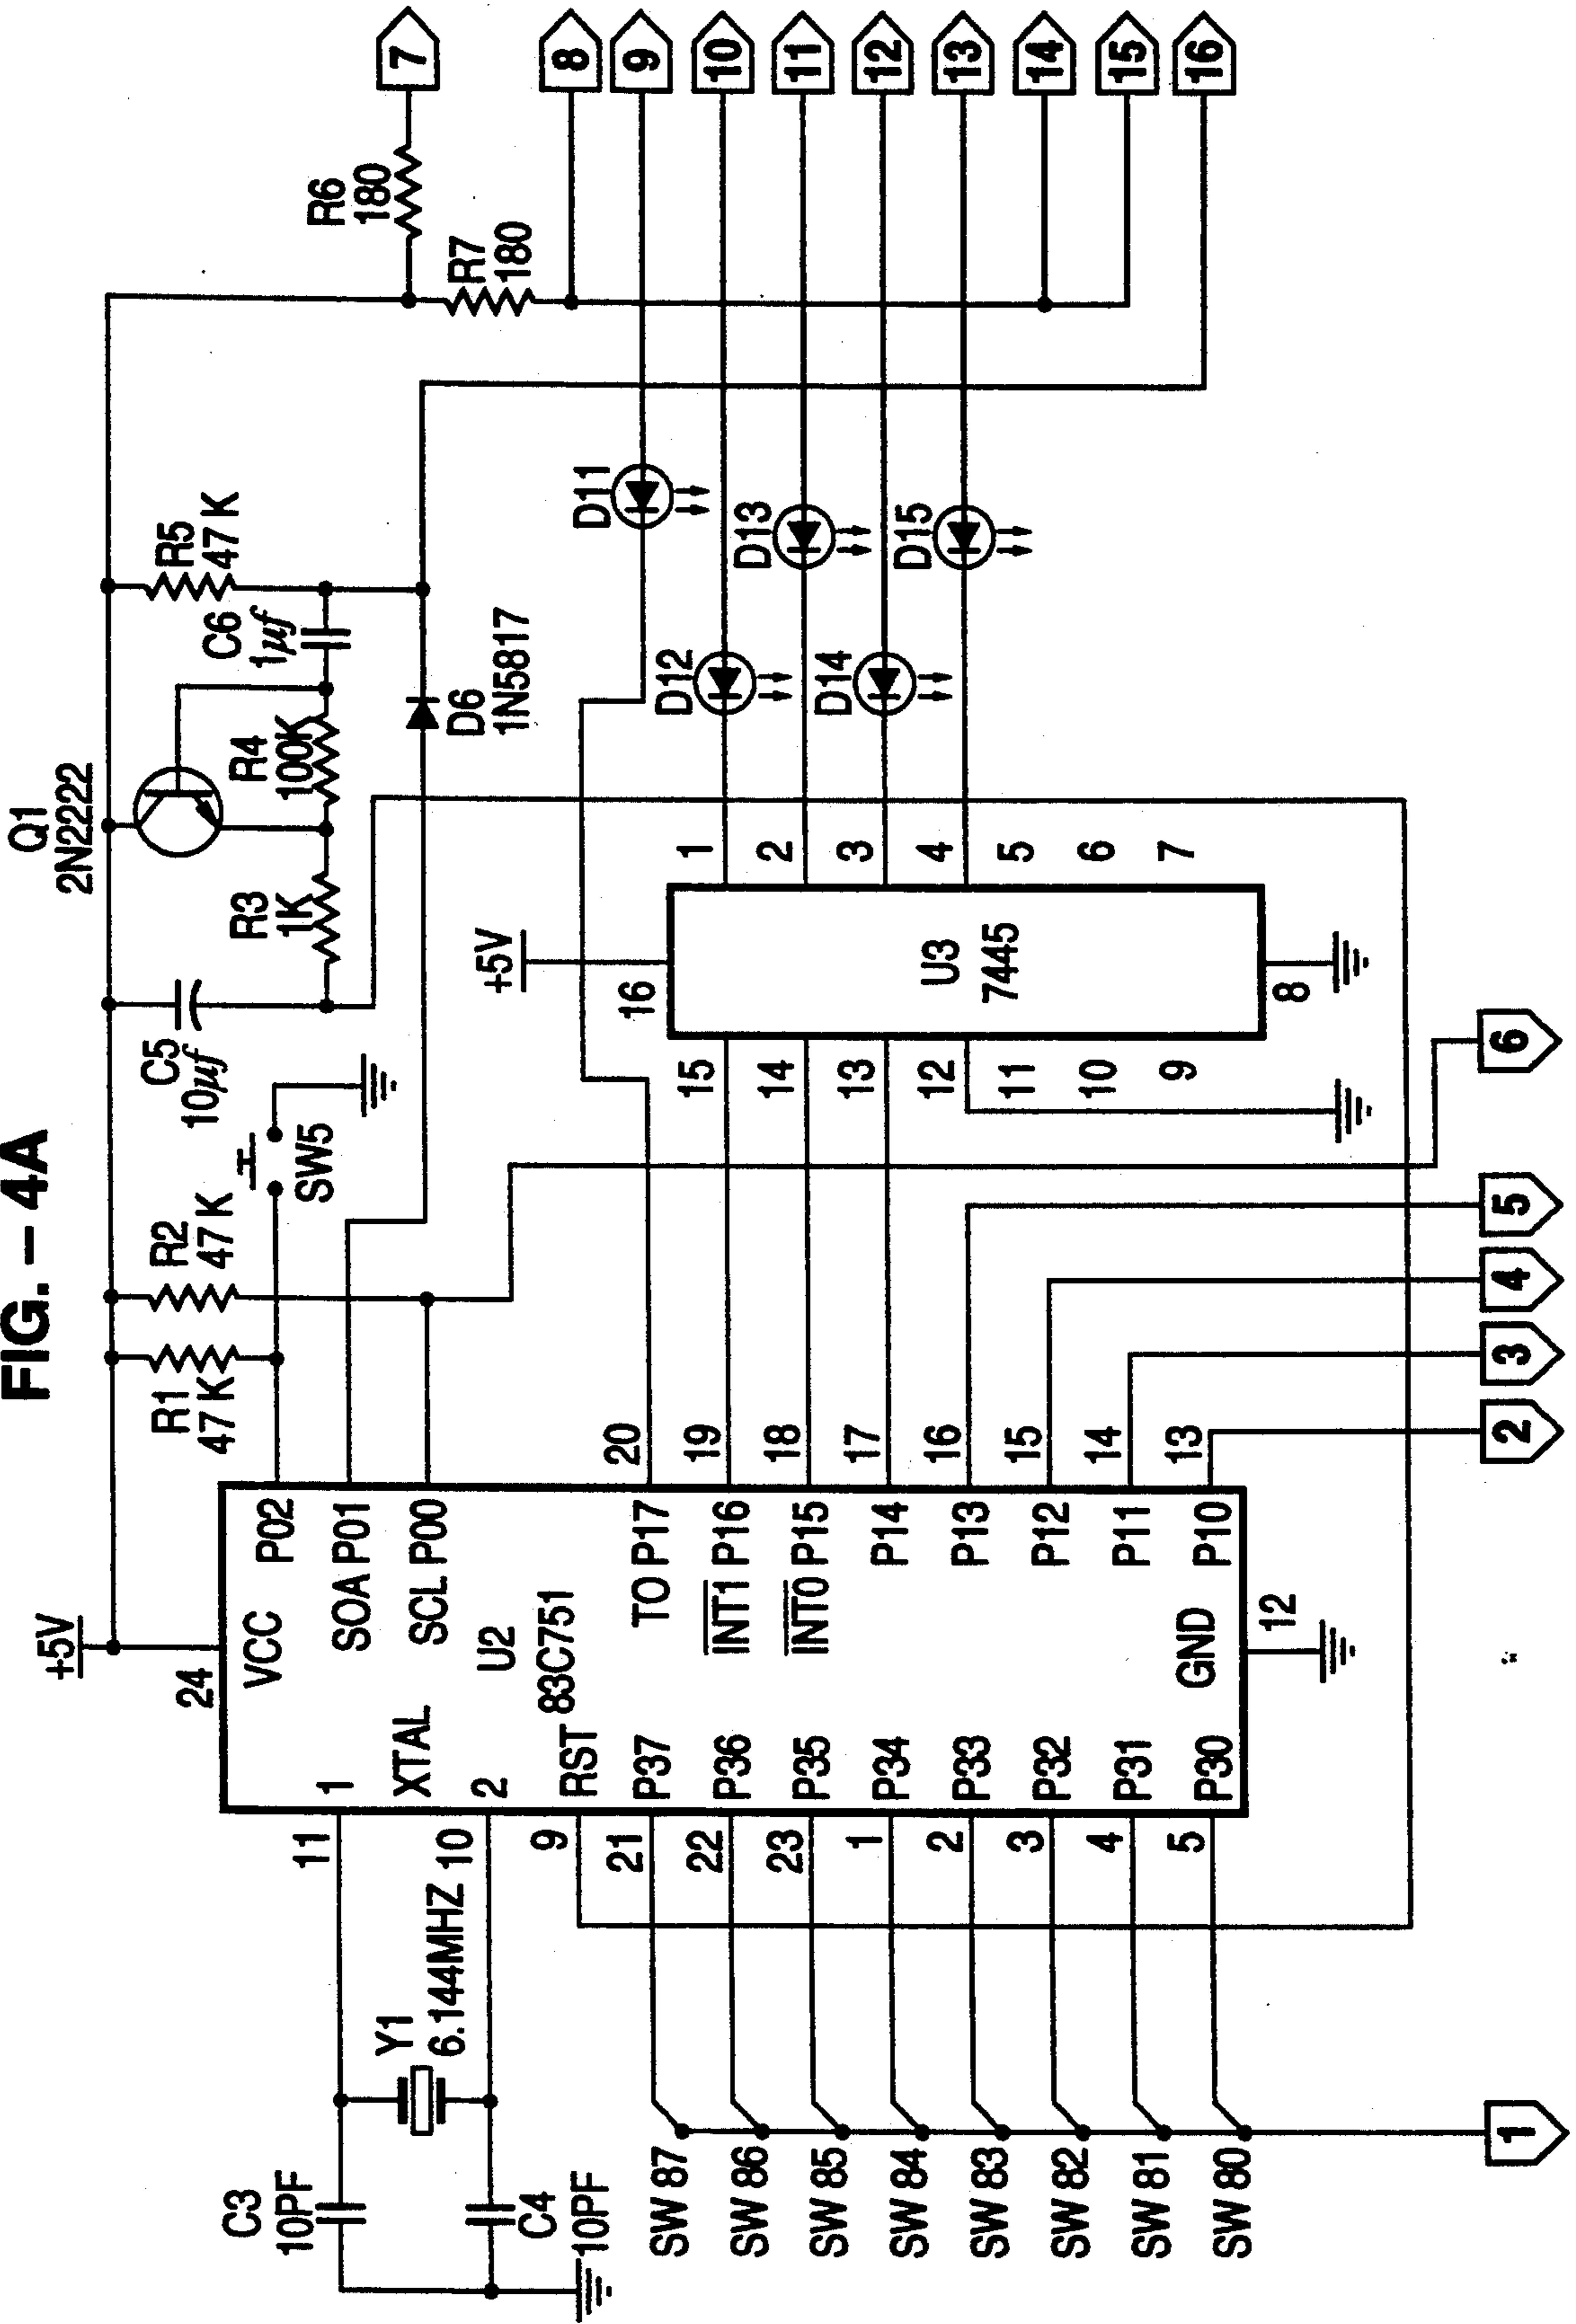 FIG. – 4A
Q1
2N2222
+5V
24
VCC
R1
47 K
R2
47 K
C5
10µf
SW5
R3
1K
R4
100K
C6
1µf
R5
47 K
R6
180
R7
180
D6
1N5817
C3
10PF
C4
10PF
Y1
6.144MHZ
11
1
XTAL
10
2
9
RST
U2
83C751
P02
SOA P01
SCL P00
21
P37
TO P17
20
22
P36
INT1 P16
19
23
P35
INT0 P15
18
1
P34
P14
17
2
P33
P13
16
3
P32
P12
15
4
P31
P11
14
5
P30
P10
13
GND
12
SW 87
SW 86
SW 85
SW 84
SW 83
SW 82
SW 81
SW 80
+5V
16
U3
7445
8
15
14
13
12
11
10
9
1
2
3
4
5
6
7
D11
D12
D13
D14
D15
7
8
9
10
11
12
13
14
15
16
1
2
3
4
5
6